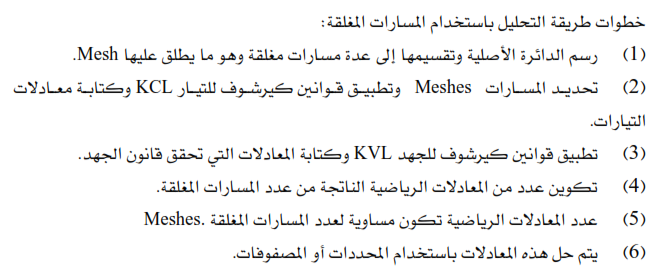 خطوات طريقة التحليل باستخدام المسارات المغلقة:
(1) رسم الدائرة الأصلية وتقسيمها إلى عدة مسارات مغلقة وهو ما يطلق عليها Mesh.
(2) تحديد المسارات Meshes وتطبيق قوانين كيرشوف للتيار KCL وكتابة معادلات
التيارات.
(3) تطبيق قوانين كيرشوف للجهد KVL وكتابة المعادلات التي تحقق قانون الجهد.
(4) تكوين عدد من المعادلات الرياضية الناتجة من عدد المسارات المغلقة.
(5) عدد المعادلات الرياضية تكون مساوية لعدد المسارات المغلقة .Meshes
(6) يتم حل هذه المعادلات باستخدام المحددات أو المصفوفات.